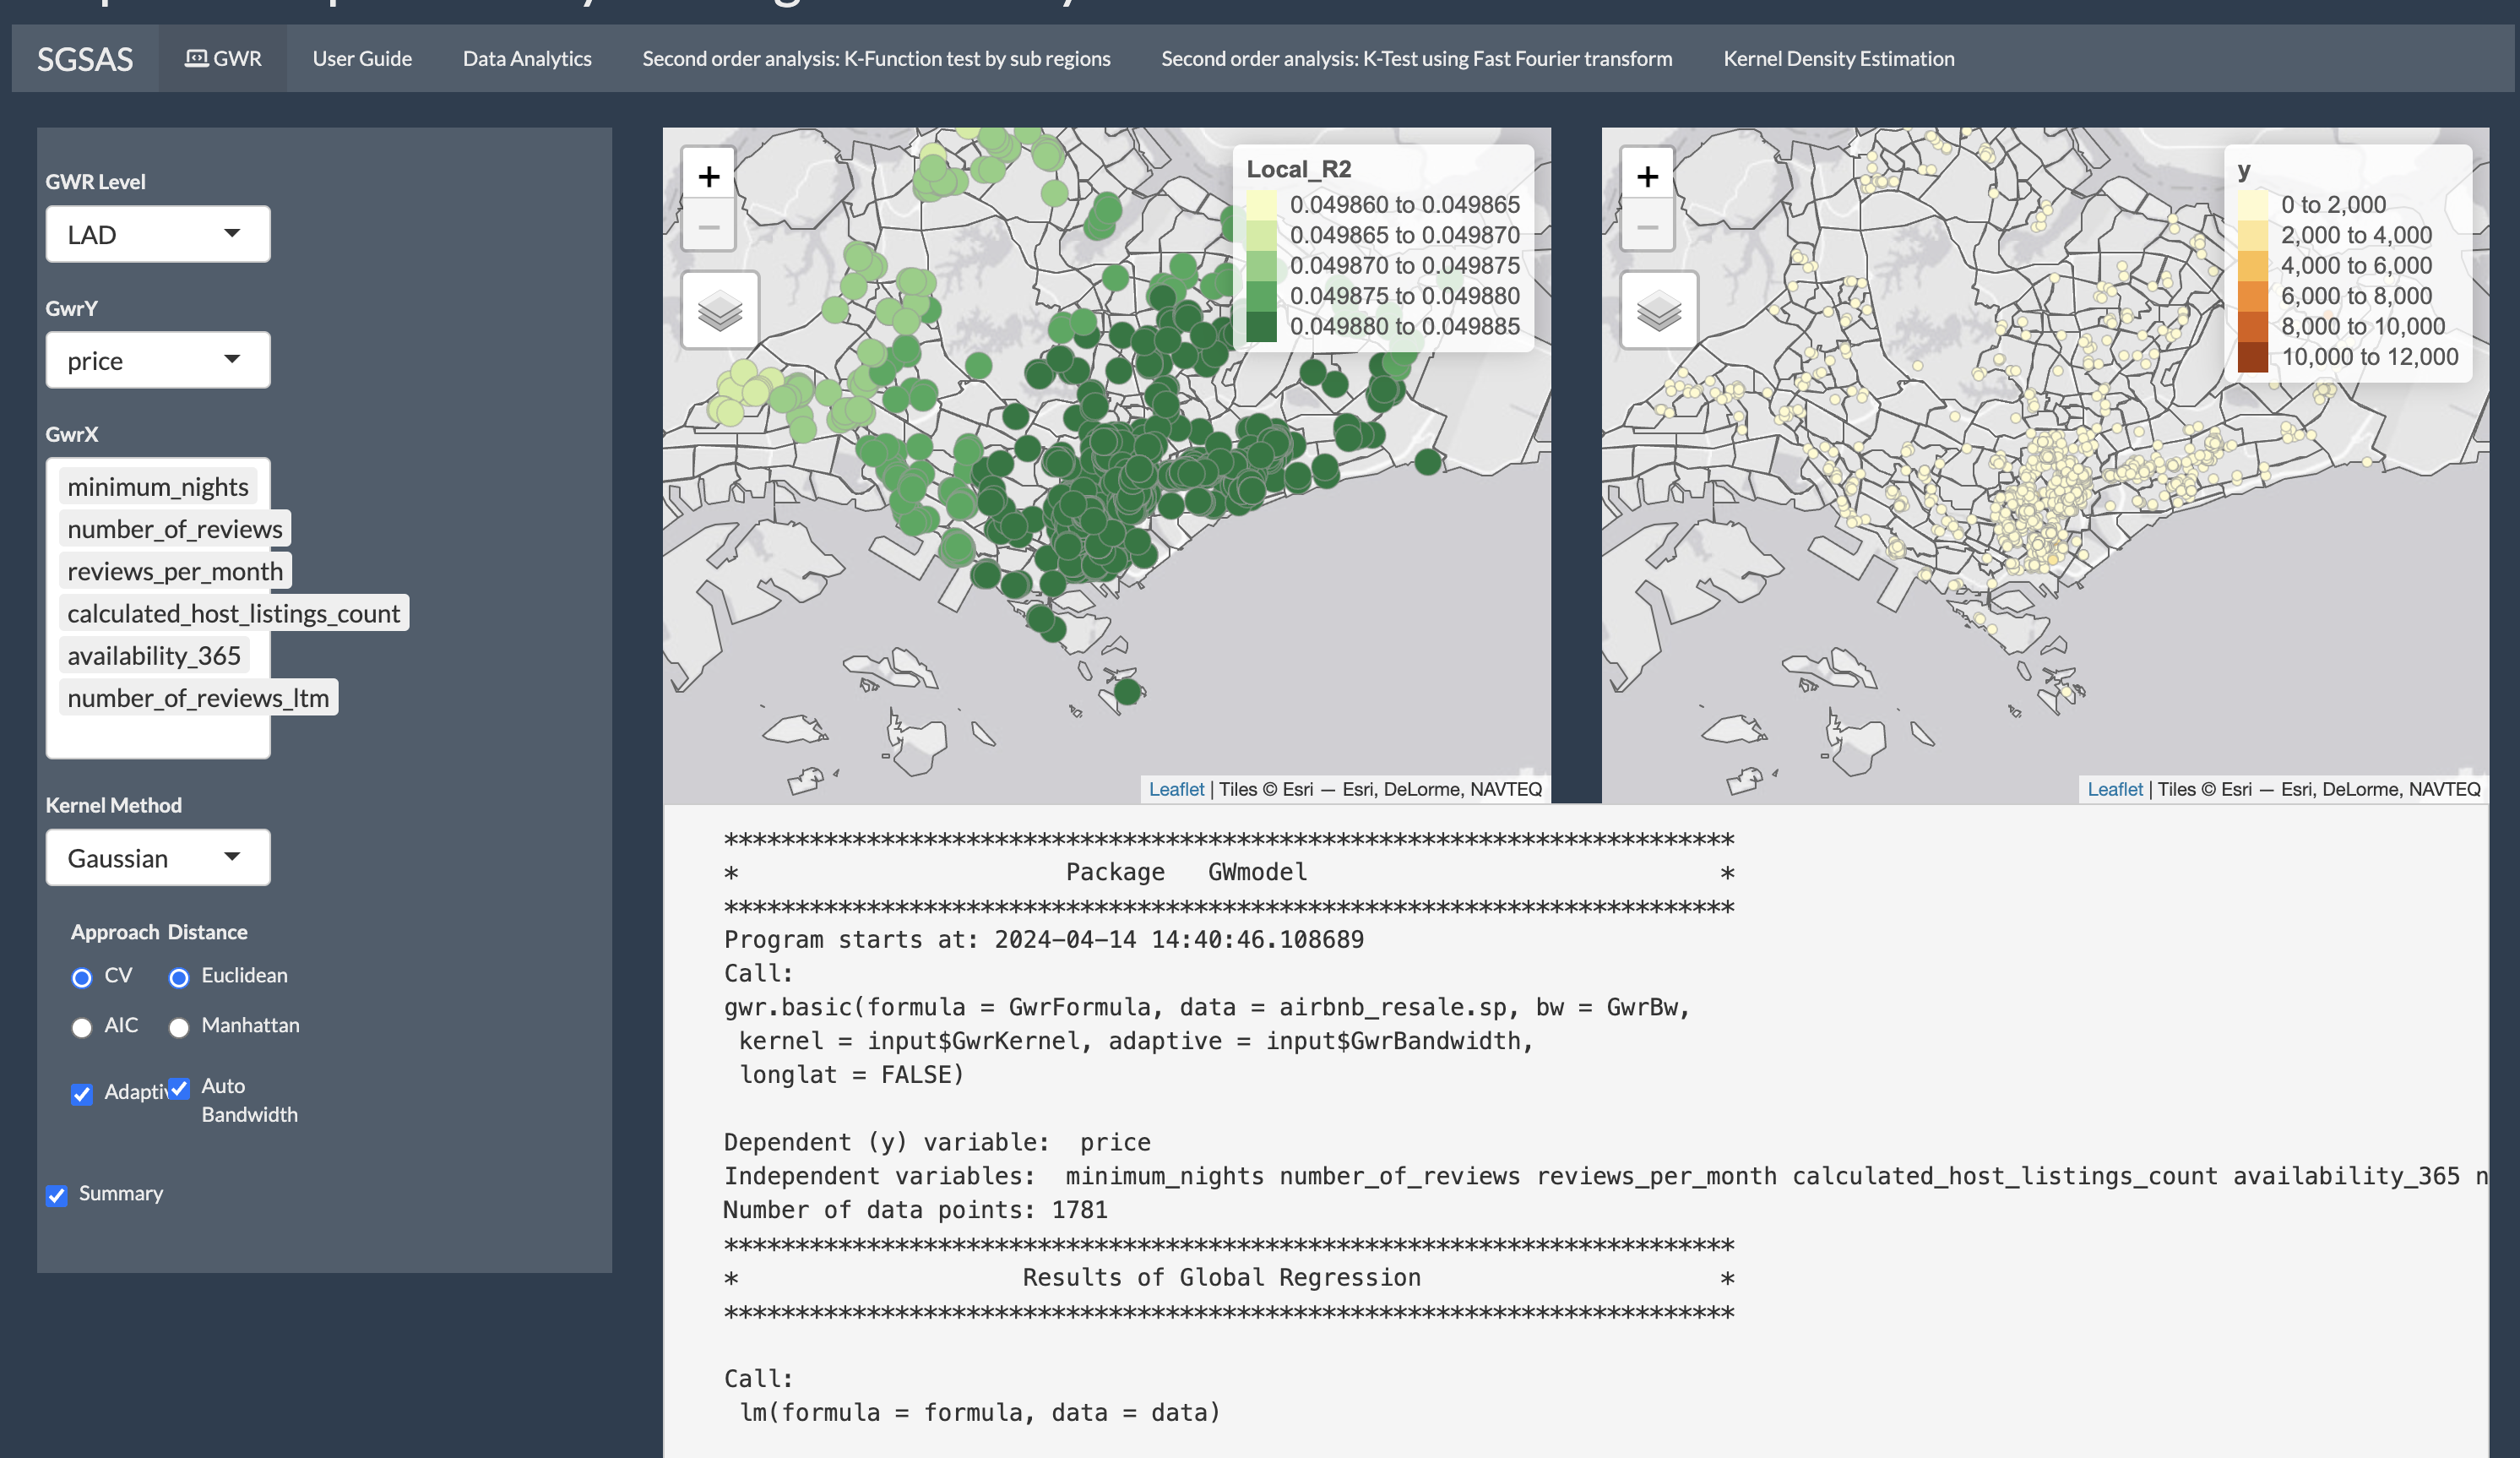 SGSAS GWR User Guide Data Analytics Second order analysis: K-Function test by sub regions Second order analysis: K-Test using Fast Fourier transform Kernel Density Estimation
GWR Level
LAD
GwrY
price
GwrX
minimum_nights
number_of_reviews
reviews_per_month
calculated_host_listings_count
availability_365
number_of_reviews_ltm
Kernel Method
Gaussian
Approach Distance
CV Euclidean
AIC Manhattan
Adaptiv Auto
Bandwidth
Summary
+
−
Local_R2
0.049860 to 0.049865
0.049865 to 0.049870
0.049870 to 0.049875
0.049875 to 0.049880
0.049880 to 0.049885
Leaflet | Tiles © Esri — Esri, DeLorme, NAVTEQ
+
−
y
0 to 2,000
2,000 to 4,000
4,000 to 6,000
6,000 to 8,000
8,000 to 10,000
10,000 to 12,000
Leaflet | Tiles © Esri — Esri, DeLorme, NAVTEQ
***********************************************************************
* Package GWmodel *
***********************************************************************
Program starts at: 2024-04-14 14:40:46.108689
Call:
gwr.basic(formula = GwrFormula, data = airbnb_resale.sp, bw = GwrBw,
kernel = input$GwrKernel, adaptive = input$GwrBandwidth,
longlat = FALSE)
Dependent (y) variable: price
Independent variables: minimum_nights number_of_reviews reviews_per_month calculated_host_listings_count availability_365 n
Number of data points: 1781
***********************************************************************
* Results of Global Regression *
***********************************************************************
Call:
lm(formula = formula, data = data)